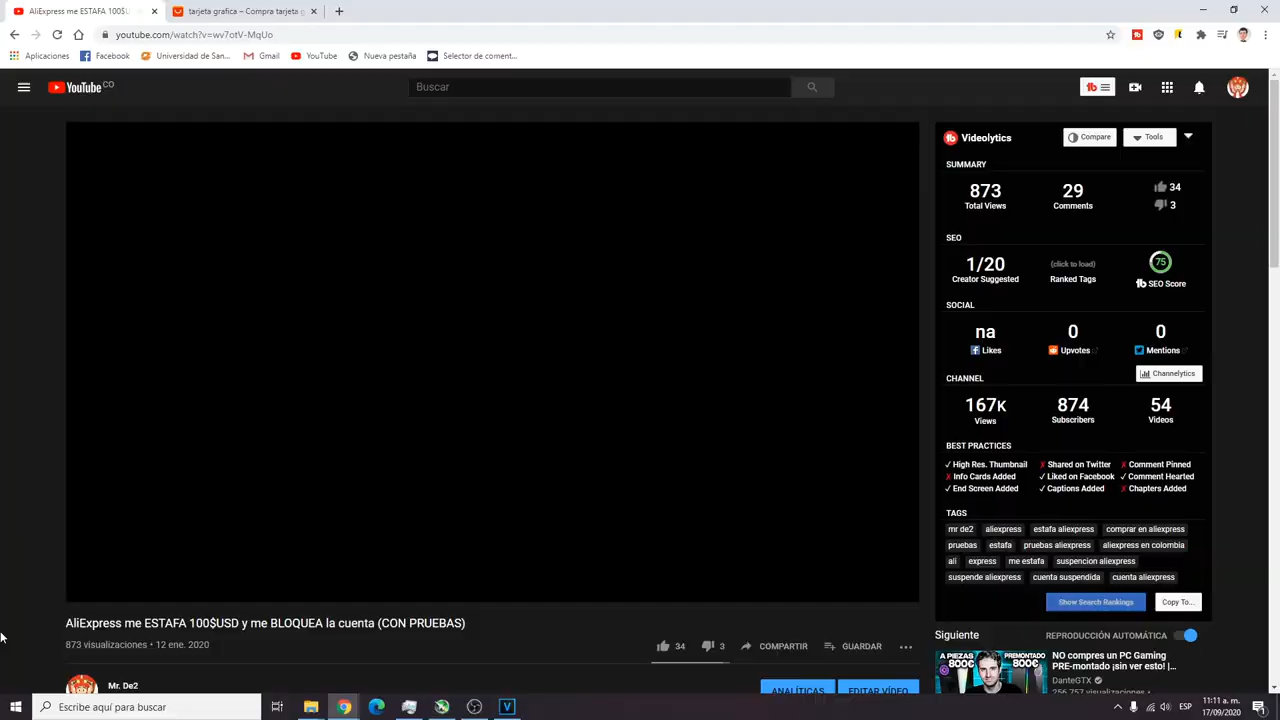 AliExpress me ESTAFA 100$U
tarjeta grafica – Compra tarjeta g
youtube.com/watch?v=wv7otV-MqUo
Aplicaciones Facebook Universidad de San... Gmail YouTube Nueva pestaña Selector de coment...
YouTube CO
Buscar
Videolytics
Compare
Tools
SUMMARY
873 29 34
Total Views Comments 3
SEO
1/20 (click to load) 75
Creator Suggested Ranked Tags SEO Score
SOCIAL
na 0 0
Likes Upvotes Mentions
CHANNEL Channelytics
167K 874 54
Views Subscribers Videos
BEST PRACTICES
✓ High Res. Thumbnail ✗ Shared on Twitter ✗ Comment Pinned
✗ Info Cards Added ✓ Liked on Facebook ✓ Comment Hearted
✓ End Screen Added ✓ Captions Added ✗ Chapters Added
TAGS
mr de2 aliexpress estafa aliexpress comprar en aliexpress
pruebas estafa pruebas aliexpress aliexpress en colombia
ali express me estafa suspencion aliexpress
suspende aliexpress cuenta suspendida cuenta aliexpress
Show Search Rankings Copy To...
AliExpress me ESTAFA 100$USD y me BLOQUEA la cuenta (CON PRUEBAS)
873 visualizaciones • 12 ene. 2020
34 3 COMPARTIR GUARDAR
Mr. De2
ANALÍTICAS EDITAR VÍDEO
Siguiente REPRODUCCIÓN AUTOMÁTICA
A PIEZAS 800€
PREMONTADO 800€
NO compres un PC Gaming
PRE-montado ¡sin ver esto! |...
DanteGTX
256.757 visualizaciones
Escribe aquí para buscar
ESP
11:11 a. m.
17/09/2020